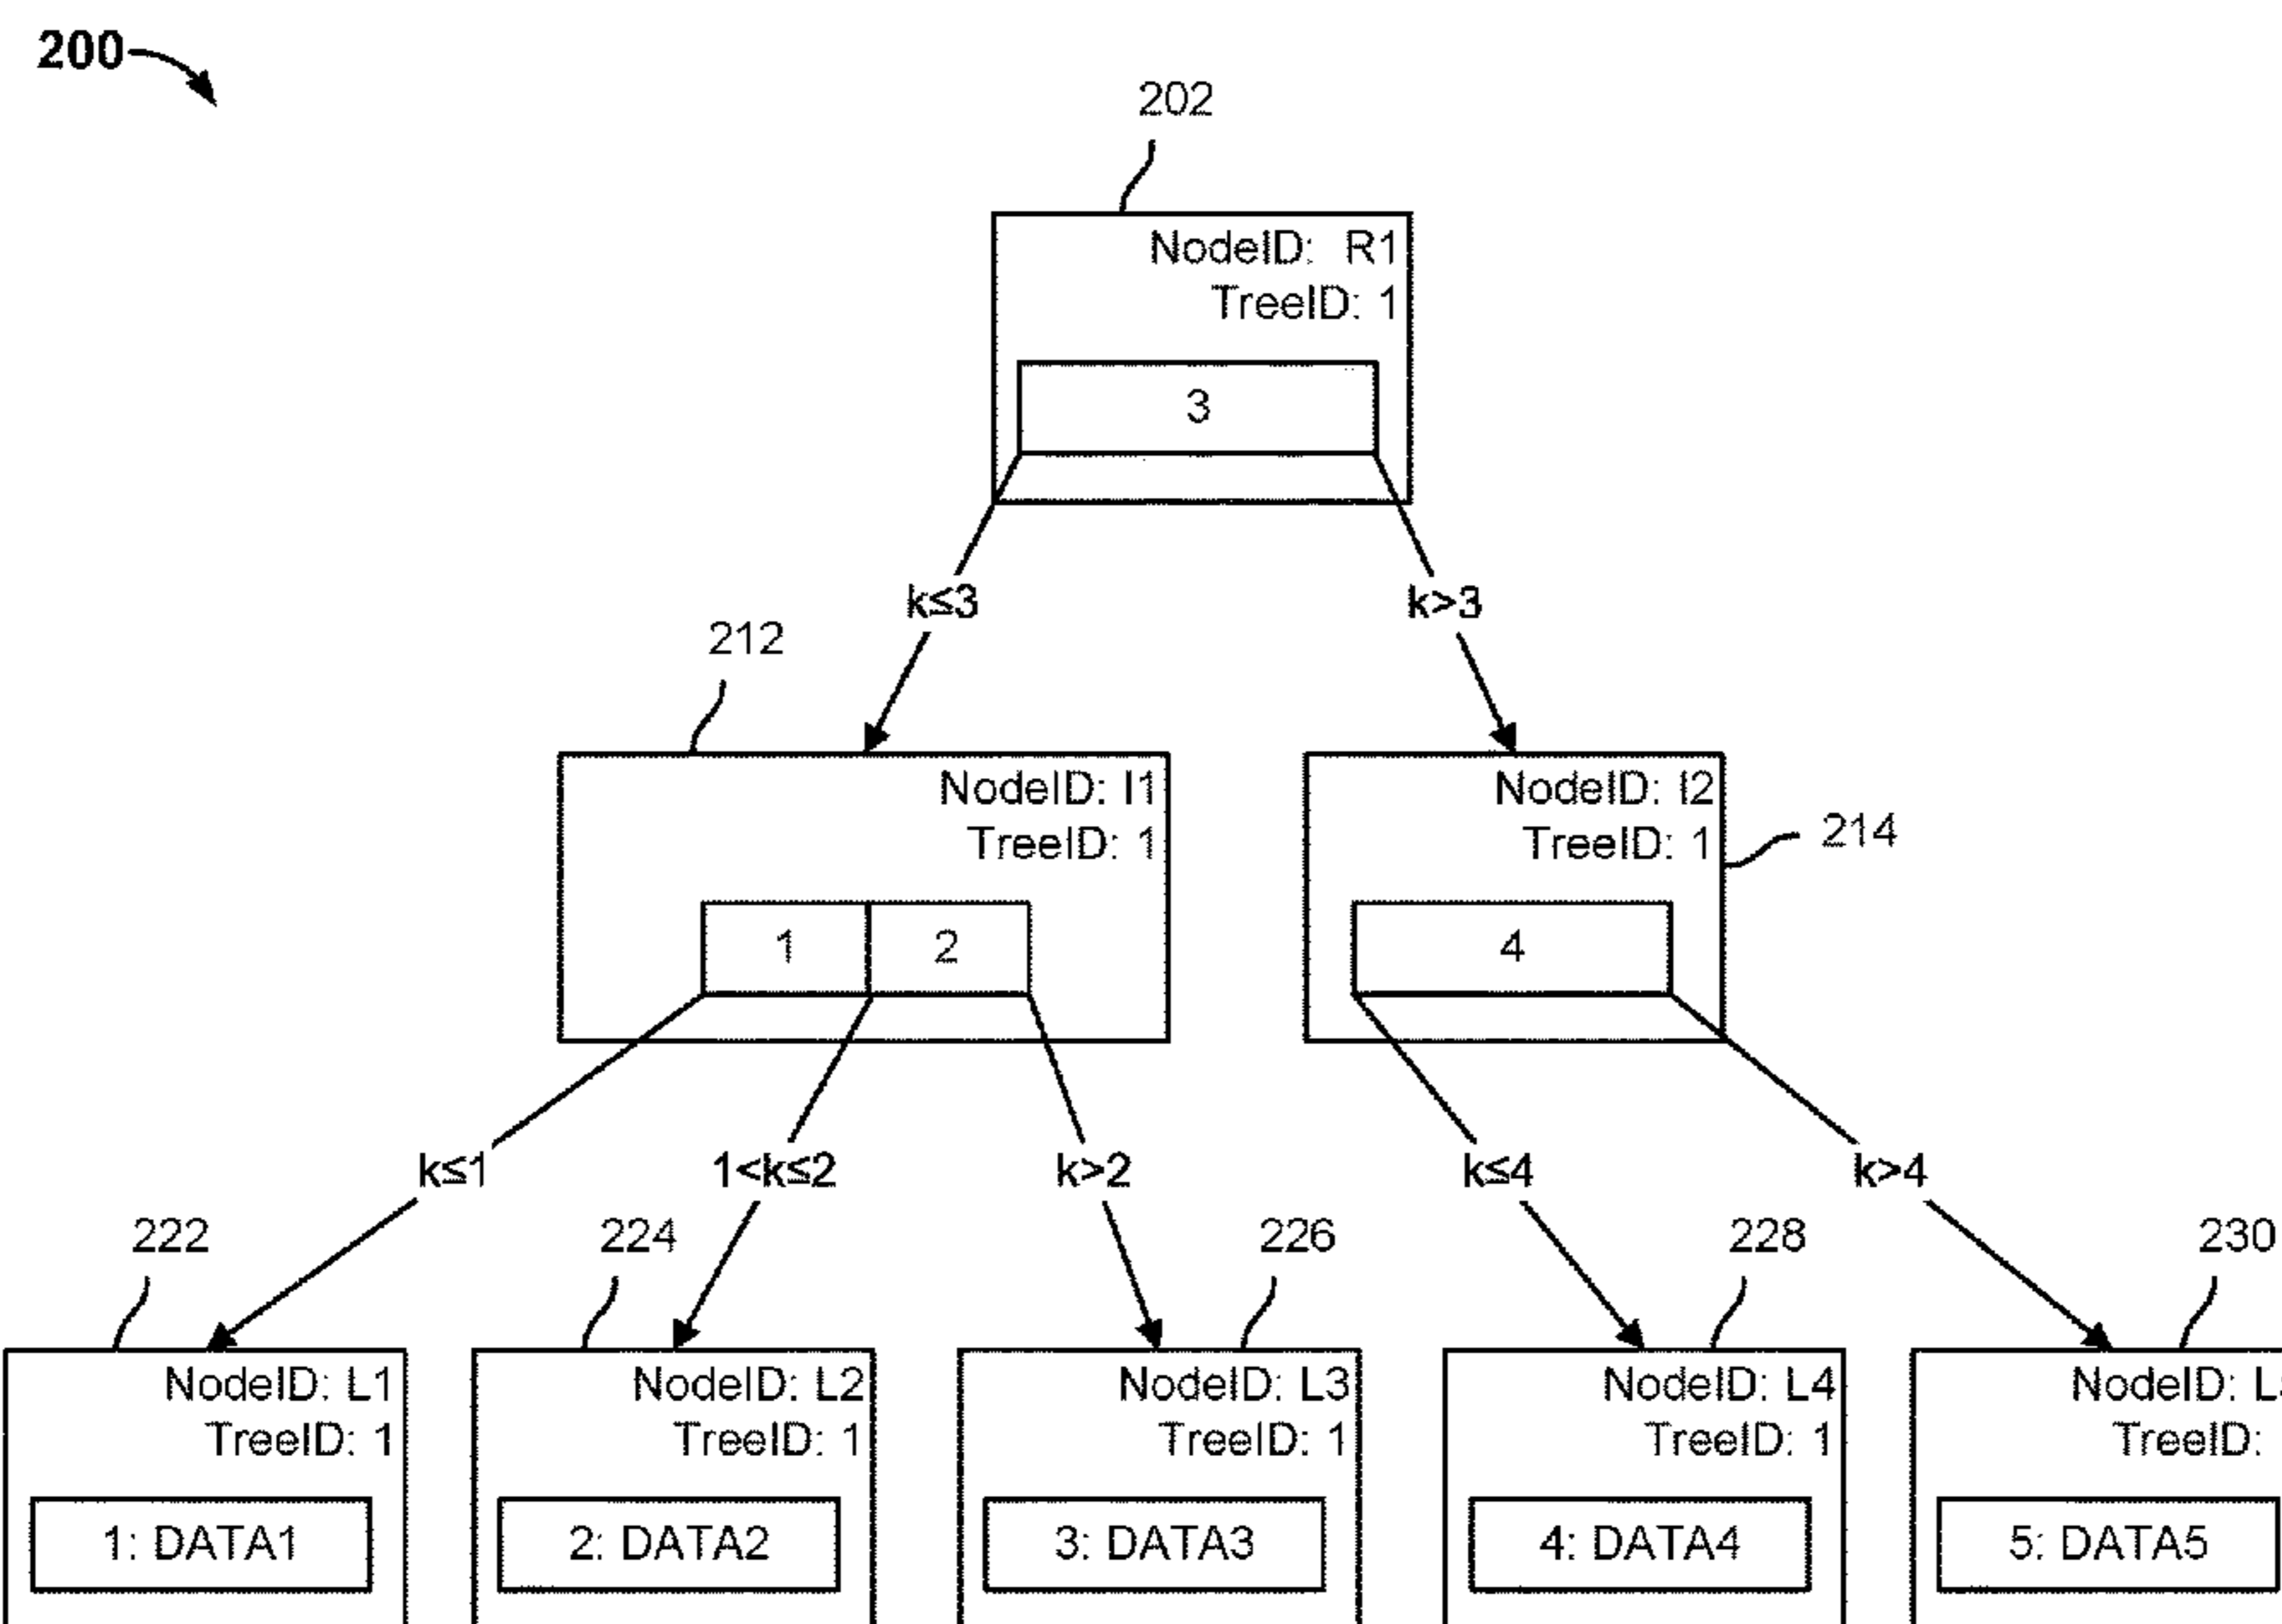 200
202
NodeID: R1
TreeID: 1
3
k≤3
k>3
212
NodeID: I1
TreeID: 1
1
2
NodeID: I2
TreeID: 1
214
4
k≤1
1<k≤2
k>2
k≤4
k>4
222
224
226
228
230
NodeID: L1
TreeID: 1
1: DATA1
NodeID: L2
TreeID: 1
2: DATA2
NodeID: L3
TreeID: 1
3: DATA3
NodeID: L4
TreeID: 1
4: DATA4
NodeID:
TreeID:
5: DATA5